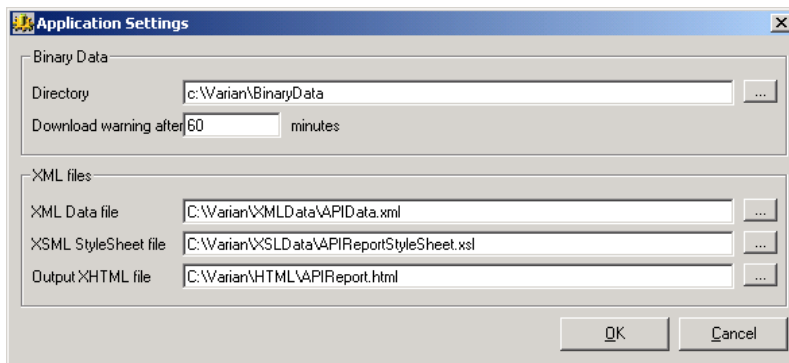 Application Settings
Binary Data
Directory c:\Varian\BinaryData ...
Download warning after 60 minutes
XML files
XML Data file C:\Varian\XMLData\APIData.xml ...
XSML StyleSheet file C:\Varian\XSLData\APIReportStyleSheet.xsl ...
Output XHTML file C:\Varian\HTML\APIReport.html ...
OK Cancel